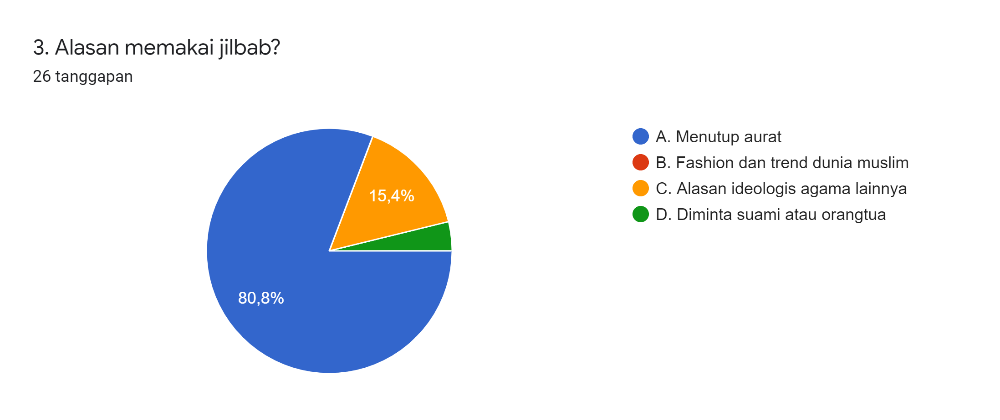 3. Alasan memakai jilbab?
26 tanggapan
15,4%
80,8%
A. Menutup aurat
B. Fashion dan trend dunia muslim
C. Alasan ideologis agama lainnya
D. Diminta suami atau orangtua